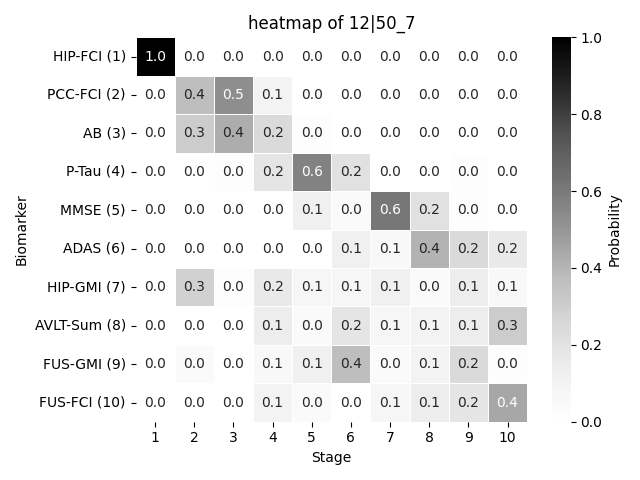 heatmap of 12|50_7
HIP-FCI (1) 1.0 0.0 0.0 0.0 0.0 0.0 0.0 0.0 0.0 0.0
PCC-FCI (2) 0.0 0.4 0.5 0.1 0.0 0.0 0.0 0.0 0.0 0.0
AB (3) 0.0 0.3 0.4 0.2 0.0 0.0 0.0 0.0 0.0 0.0
P-Tau (4) 0.0 0.0 0.0 0.2 0.6 0.2 0.0 0.0 0.0 0.0
MMSE (5) 0.0 0.0 0.0 0.0 0.1 0.0 0.6 0.2 0.0 0.0
ADAS (6) 0.0 0.0 0.0 0.0 0.0 0.1 0.1 0.4 0.2 0.2
HIP-GMI (7) 0.0 0.3 0.0 0.2 0.1 0.1 0.1 0.0 0.1 0.1
AVLT-Sum (8) 0.0 0.0 0.0 0.1 0.0 0.2 0.1 0.1 0.1 0.3
FUS-GMI (9) 0.0 0.0 0.0 0.1 0.1 0.4 0.0 0.1 0.2 0.0
FUS-FCI (10) 0.0 0.0 0.0 0.1 0.0 0.0 0.1 0.1 0.2 0.4
1 2 3 4 5 6 7 8 9 10
Stage
Biomarker
1.0
0.8
0.6
0.4
0.2
0.0
Probability